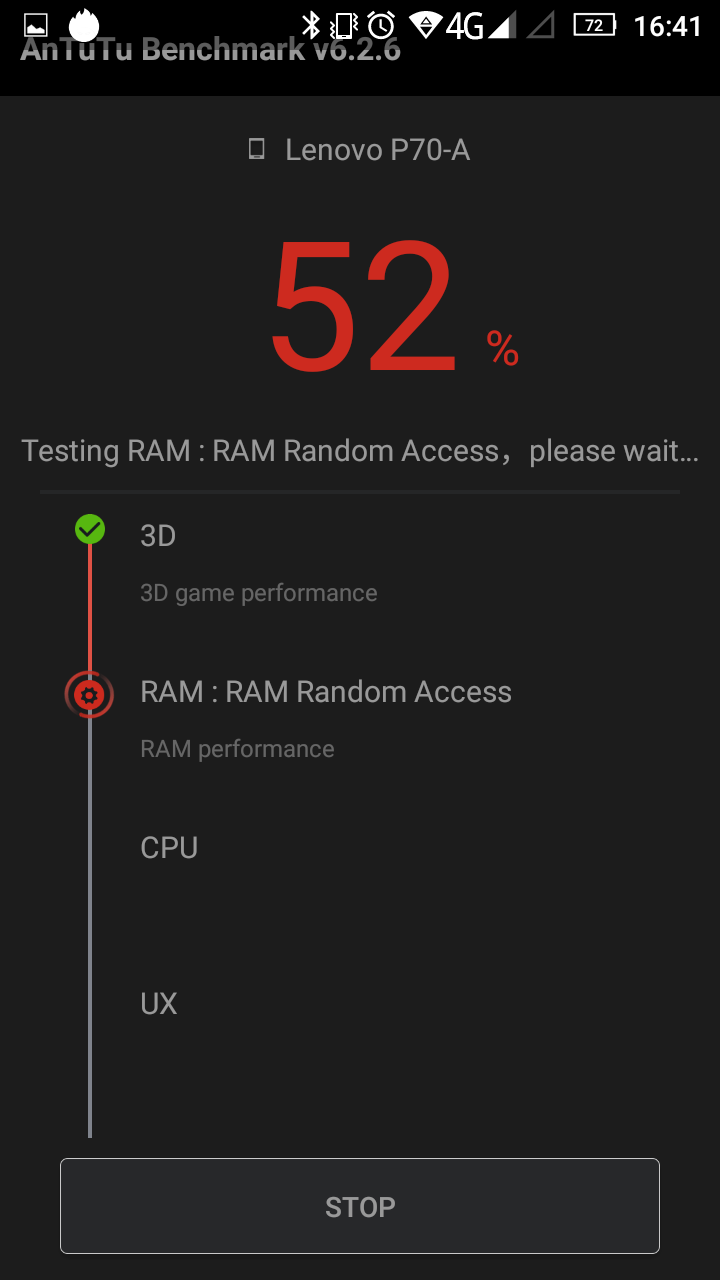 4G 72 16:41
AnTuTu Benchmark v6.2.6
Lenovo P70-A
52 %
Testing RAM : RAM Random Access，please wait...
3D
3D game performance
RAM : RAM Random Access
RAM performance
CPU
UX
STOP